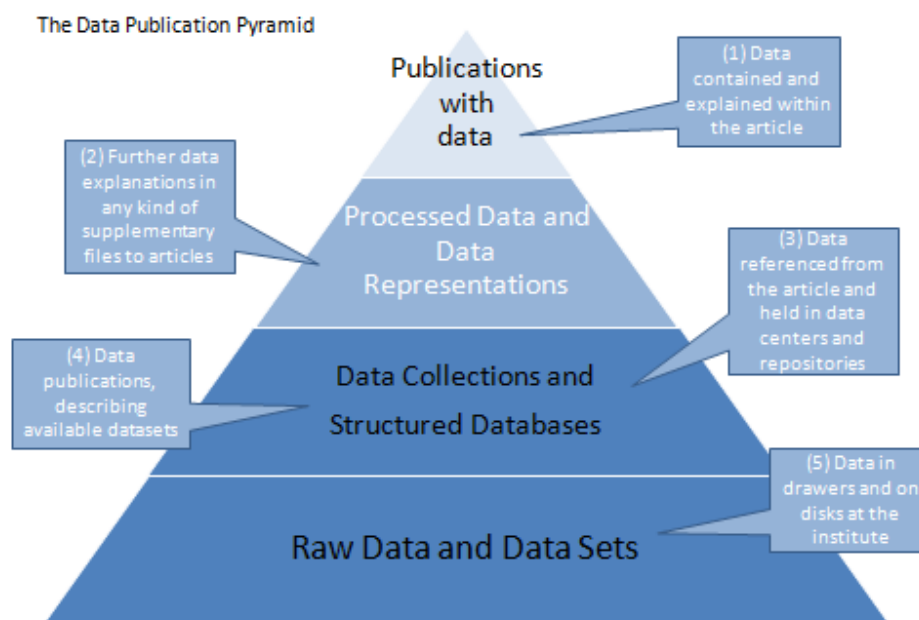 The Data Publication Pyramid
Publications
with
data
(1) Data
contained and
explained within
the article
(2) Further data
explanations in
any kind of
supplementary
files to articles
Processed Data and
Data
Representations
(3) Data
referenced from
the article and
held in data
centers and
repositories
(4) Data
publications,
describing
available datasets
Data Collections and
Structured Databases
(5) Data in
drawers and on
disks at the
institute
Raw Data and Data Sets